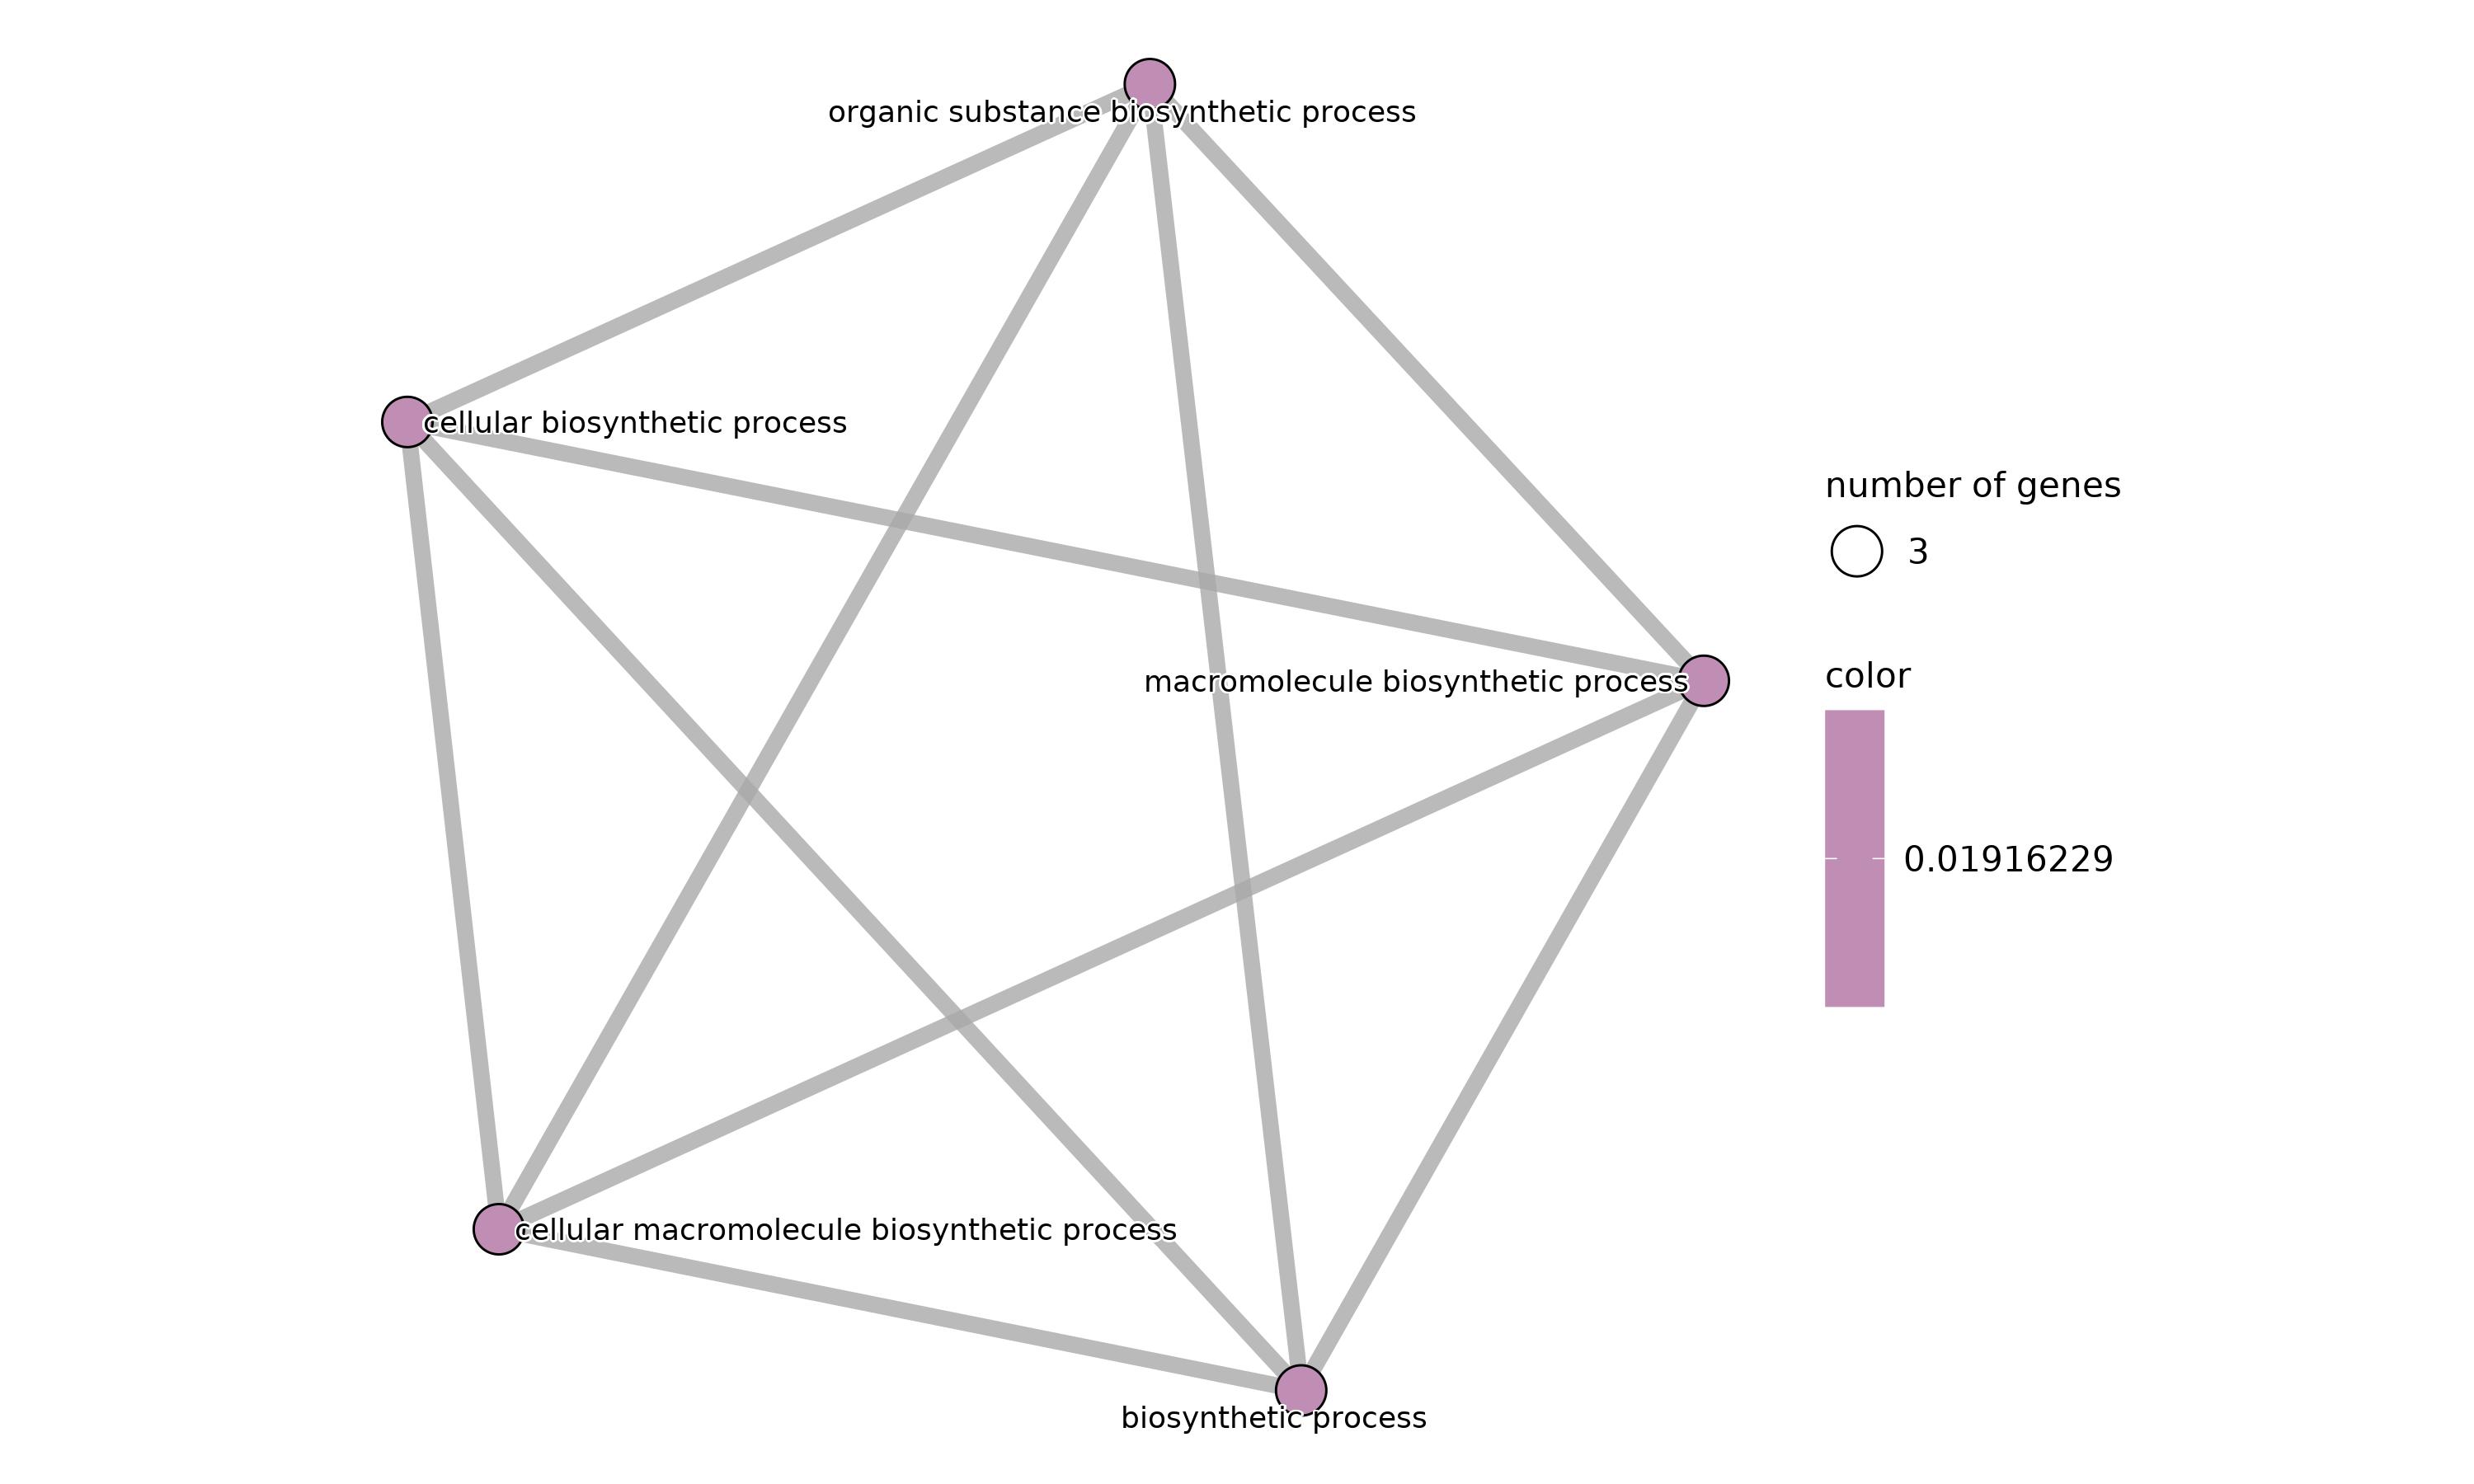 organic substance biosynthetic process
cellular biosynthetic process
number of genes
3
color
macromolecule biosynthetic process
0.01916229
cellular macromolecule biosynthetic process
biosynthetic process